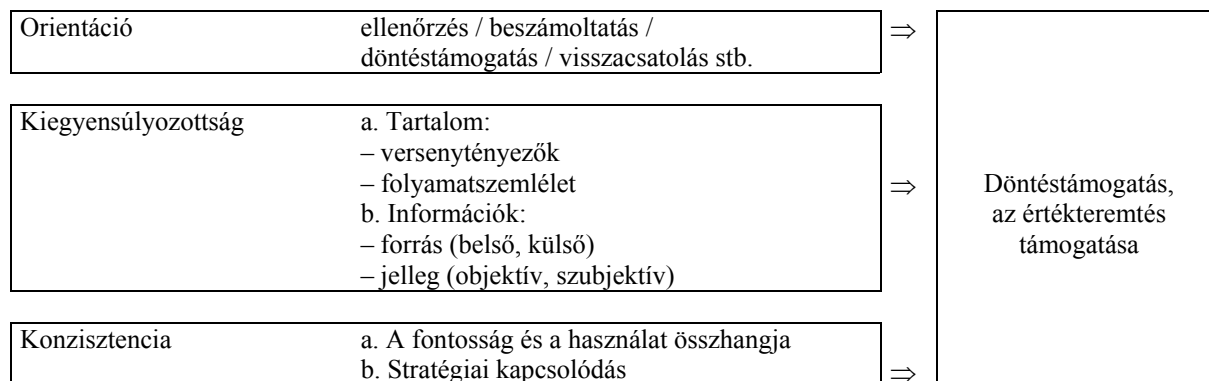 Orientáció ellenőrzés / beszámoltatás / ⇒
döntéstámogatás / visszacsatolás stb.
Kiegyensúlyozottság a. Tartalom:
– versenytényezők
– folyamatszemlélet
b. Információk:
– forrás (belső, külső)
– jelleg (objektív, szubjektív)
⇒
Döntéstámogatás,
az értékteremtés
támogatása
Konzisztencia a. A fontosság és a használat összhangja
b. Stratégiai kapcsolódás ⇒